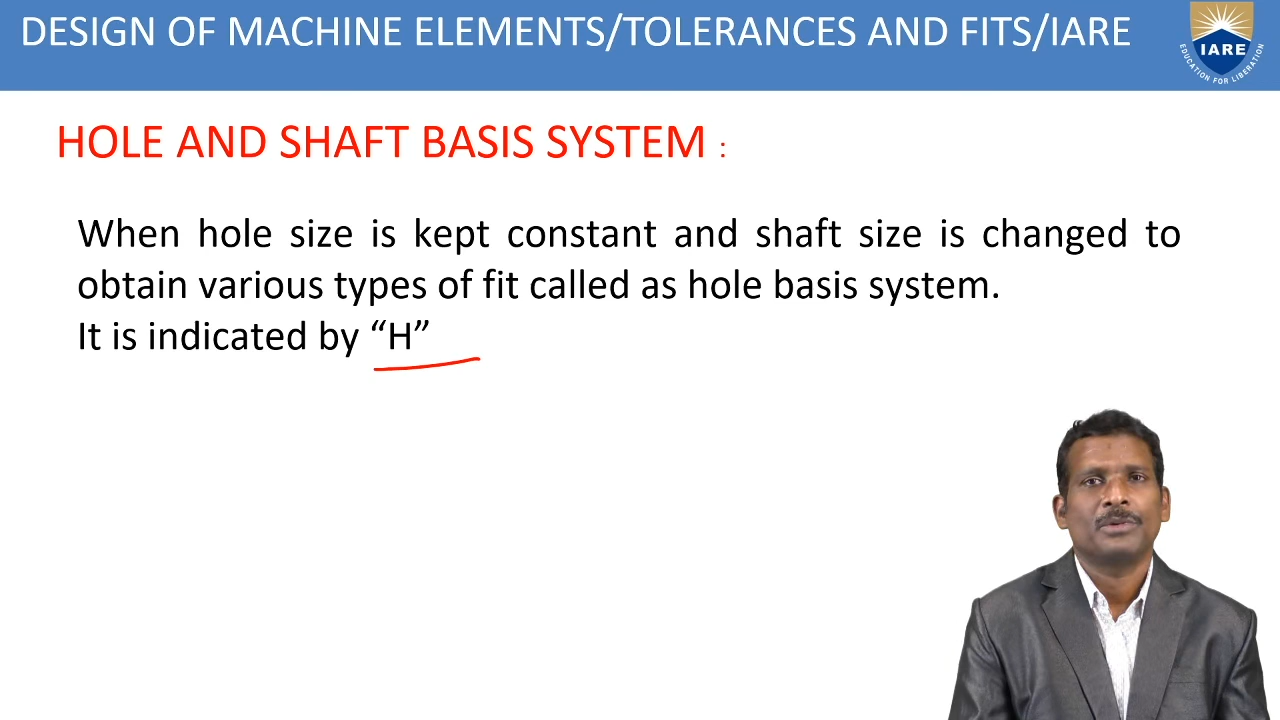 DESIGN OF MACHINE ELEMENTS/TOLERANCES AND FITS/IARE
IARE
EDUCATION FOR LIBERATION
HOLE AND SHAFT BASIS SYSTEM :
When hole size is kept constant and shaft size is changed to
obtain various types of fit called as hole basis system.
It is indicated by “H”